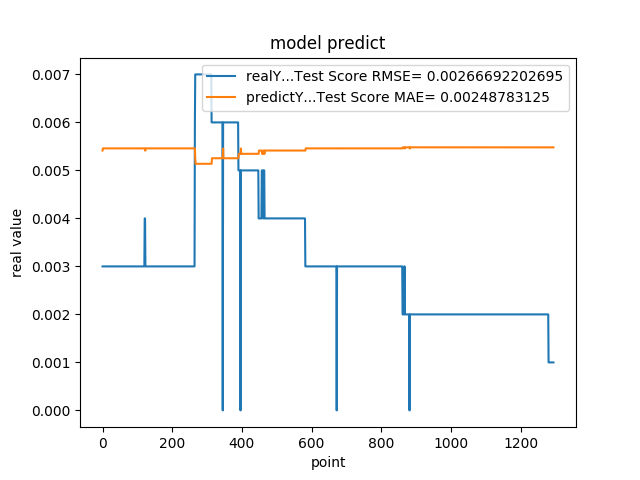 model predict
realY...Test Score RMSE= 0.00266692202695
predictY...Test Score MAE= 0.00248783125
real value
0.007
0.006
0.005
0.004
0.003
0.002
0.001
0.000
0 200 400 600 800 1000 1200
point